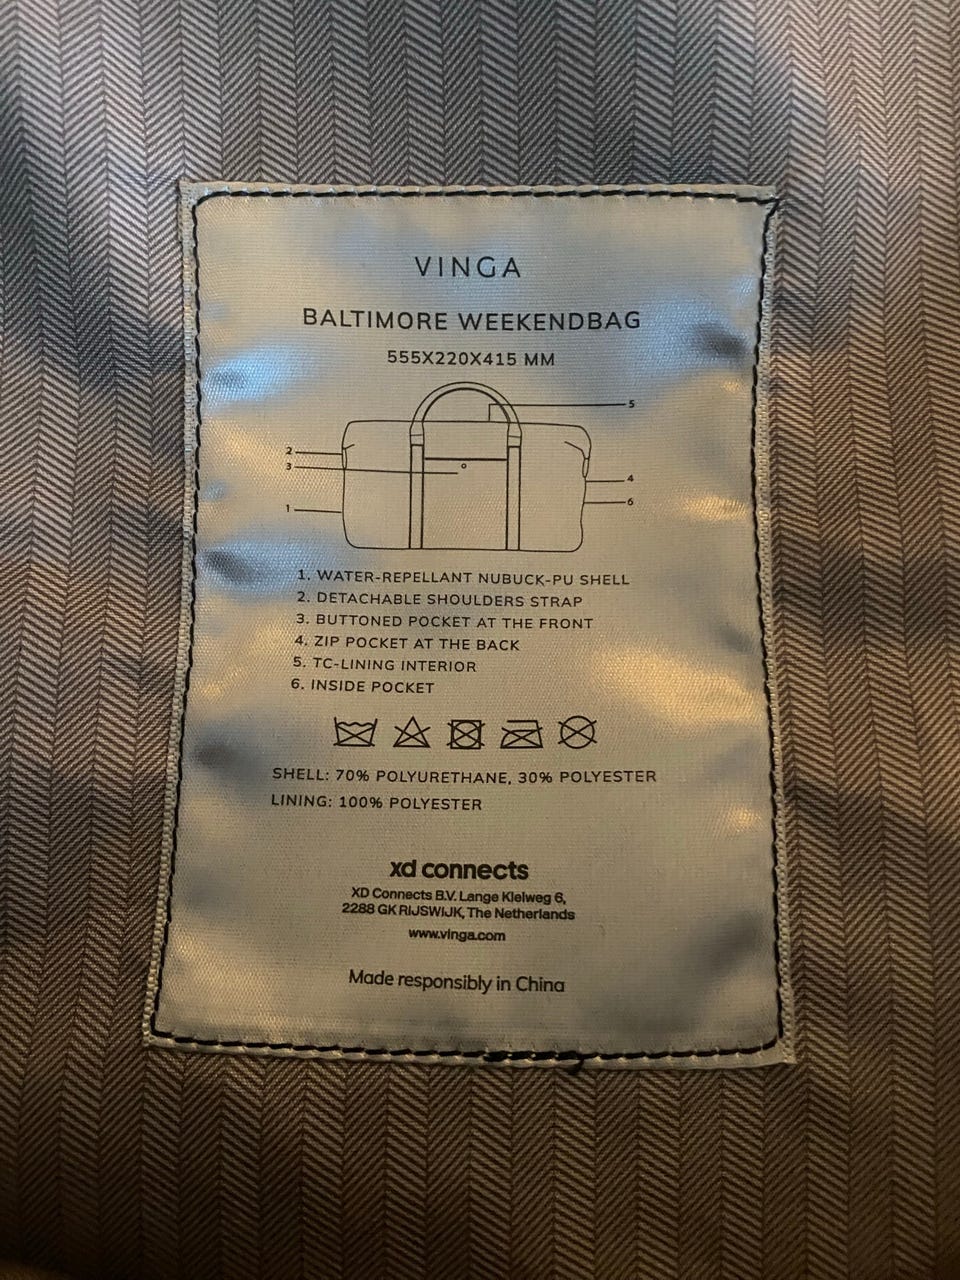 VINGA
BALTIMORE WEEKENDBAG
555X220X415 MM
5
2
3
4
6
1
1. WATER-REPELLANT NUBUCK-PU SHELL
2. DETACHABLE SHOULDERS STRAP
3. BUTTONED POCKET AT THE FRONT
4. ZIP POCKET AT THE BACK
5. TC-LINING INTERIOR
6. INSIDE POCKET
SHELL: 70% POLYURETHANE, 30% POLYESTER
LINING: 100% POLYESTER
xd connects
XD Connects B.V. Lange Kleiweg 6,
2288 GK RIJSWIJK, The Netherlands
www.vinga.com
Made responsibly in China